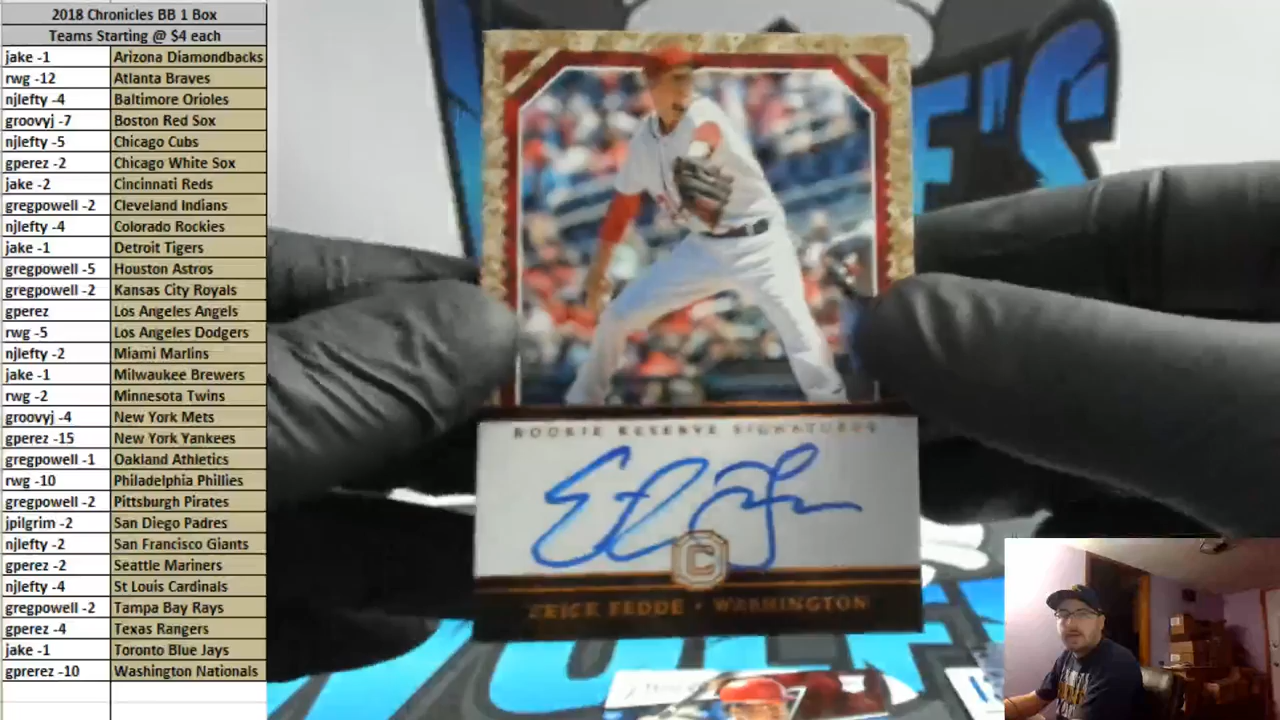 2018 Chronicles BB 1 Box
Teams Starting @ $4 each
jake -1 Arizona Diamondbacks
rwg -12 Atlanta Braves
njlefty -4 Baltimore Orioles
groovyj -7 Boston Red Sox
njlefty -5 Chicago Cubs
gperez -2 Chicago White Sox
jake -2 Cincinnati Reds
gregpowell -2 Cleveland Indians
njlefty -4 Colorado Rockies
jake -1 Detroit Tigers
gregpowell -5 Houston Astros
gregpowell -2 Kansas City Royals
gperez Los Angeles Angels
rwg -5 Los Angeles Dodgers
njlefty -2 Miami Marlins
jake -1 Milwaukee Brewers
rwg -2 Minnesota Twins
groovyj -4 New York Mets
gperez -15 New York Yankees
gregpowell -1 Oakland Athletics
rwg -10 Philadelphia Phillies
gregpowell -2 Pittsburgh Pirates
jpilgrim -2 San Diego Padres
njlefty -2 San Francisco Giants
gperez -2 Seattle Mariners
njlefty -4 St Louis Cardinals
gregpowell -2 Tampa Bay Rays
gperez -4 Texas Rangers
jake -1 Toronto Blue Jays
gprerez -10 Washington Nationals
F'S
ROOKIE RESERVE SIGNATURES
C
ERICK FEDDE • WASHINGTON